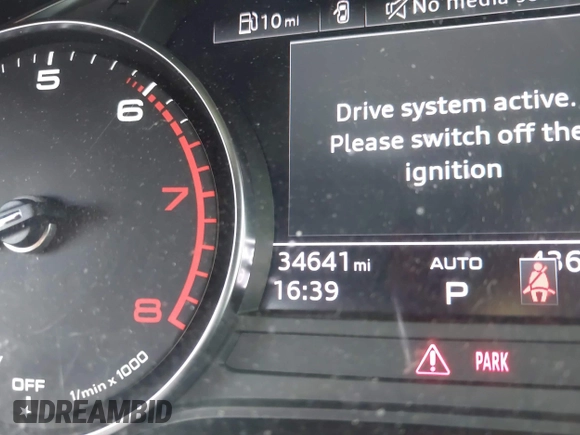 10 mi
No media
Drive system active.
Please switch off the
ignition
34641 mi
AUTO
16:39
P
PARK
5
6
7
8
OFF
1/min x 1000
DREAMBID